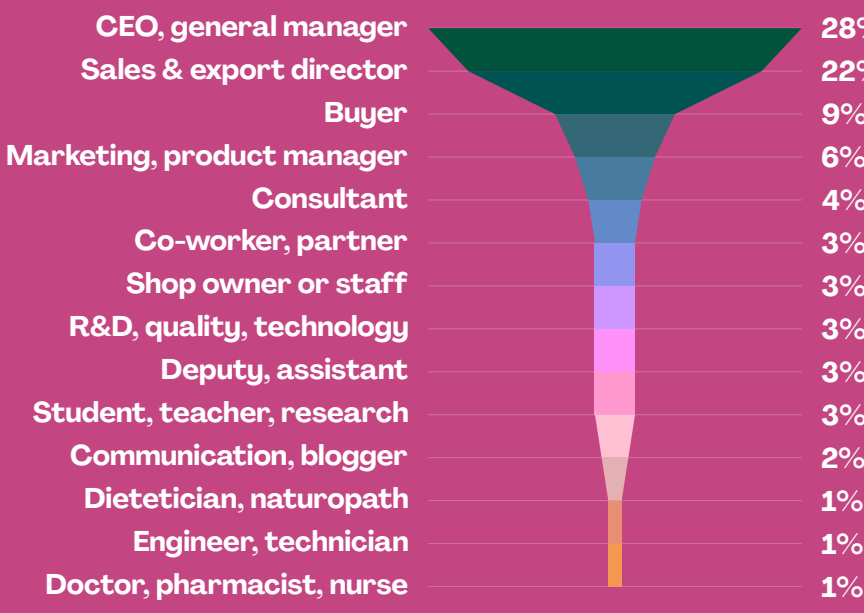 CEO, general manager 28%
Sales & export director 22%
Buyer 9%
Marketing, product manager 6%
Consultant 4%
Co-worker, partner 3%
Shop owner or staff 3%
R&D, quality, technology 3%
Deputy, assistant 3%
Student, teacher, research 3%
Communication, blogger 2%
Dietetician, naturopath 1%
Engineer, technician 1%
Doctor, pharmacist, nurse 1%